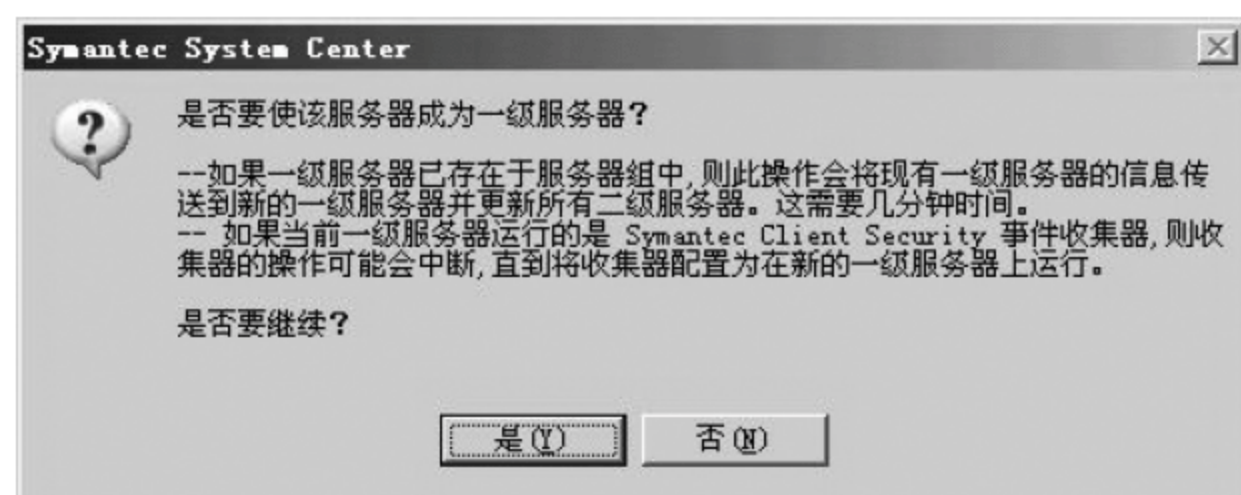 Symantec System Center
是否要使该服务器成为一级服务器?
--如果一级服务器已存在于服务器组中,则此操作会将现有一级服务器的信息传
送到新的一级服务器并更新所有二级服务器。这需要几分钟时间。
-- 如果当前一级服务器运行的是 Symantec Client Security 事件收集器,则收
集器的操作可能会中断,直到将收集器配置为在新的一级服务器上运行。
是否要继续?
是(Y) 否(N)